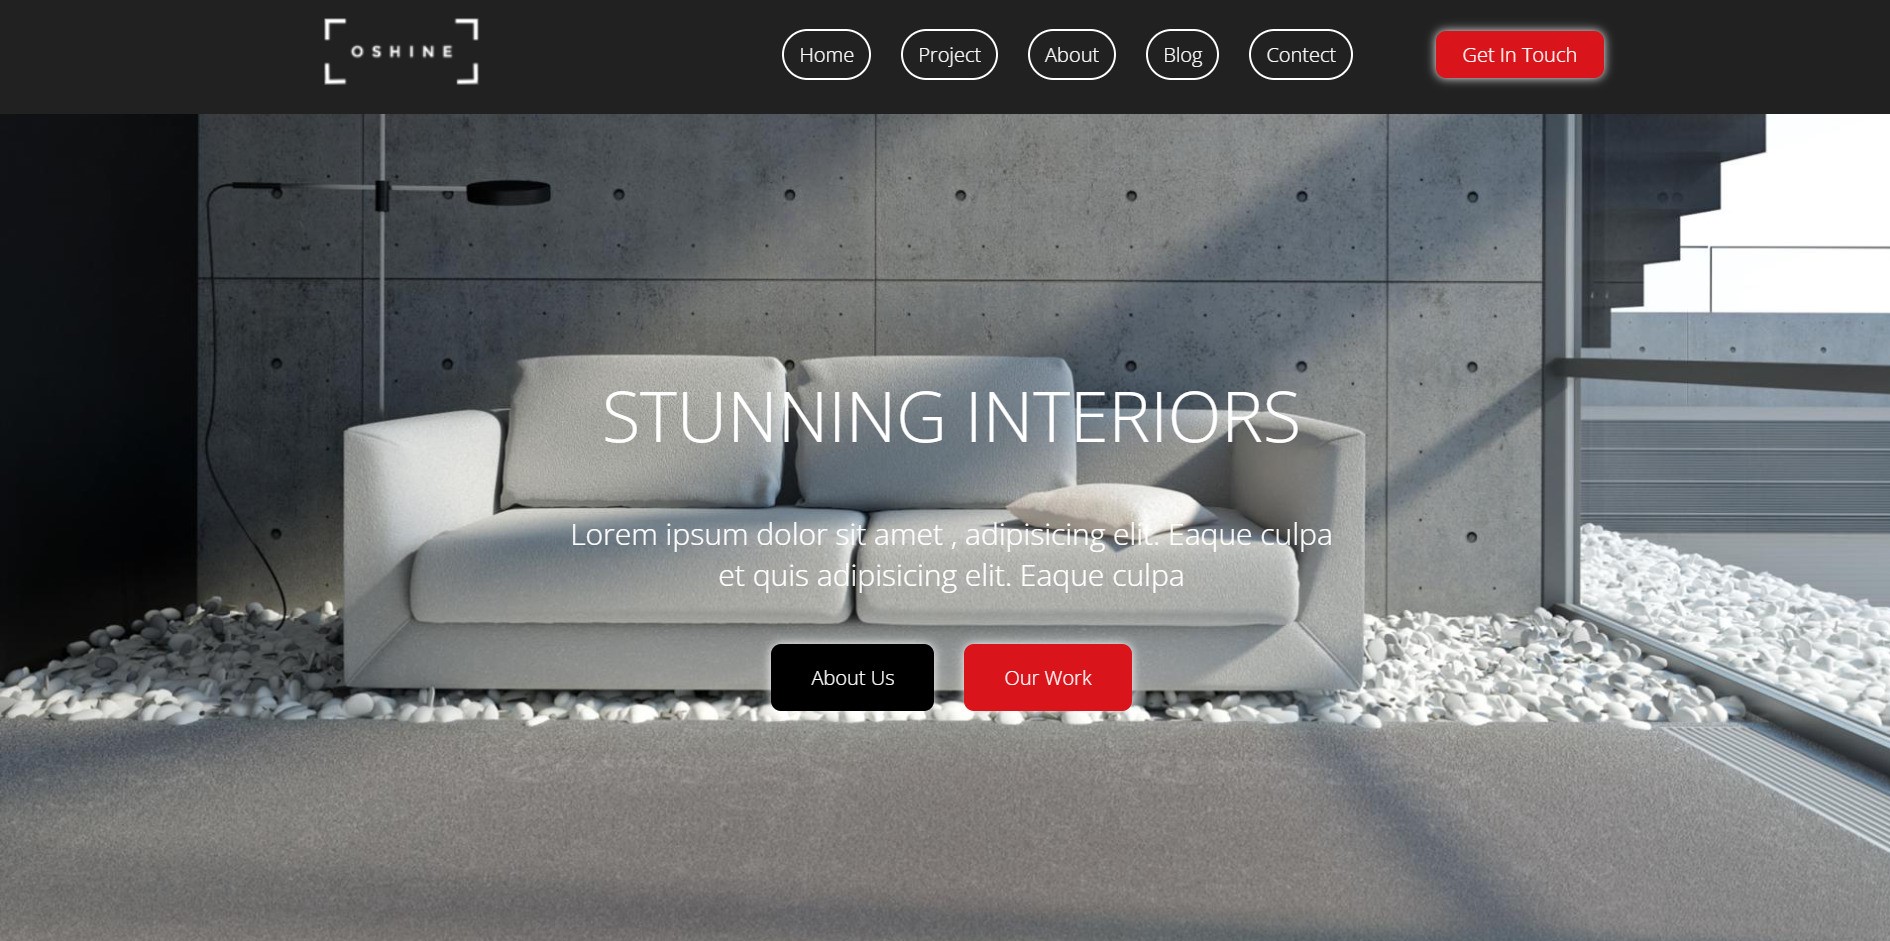 OSHINE
Home Project About Blog Contect Get In Touch
STUNNING INTERIORS
Lorem ipsum dolor sit amet , adipisicing elit. Eaque culpa
et quis adipisicing elit. Eaque culpa
About Us Our Work